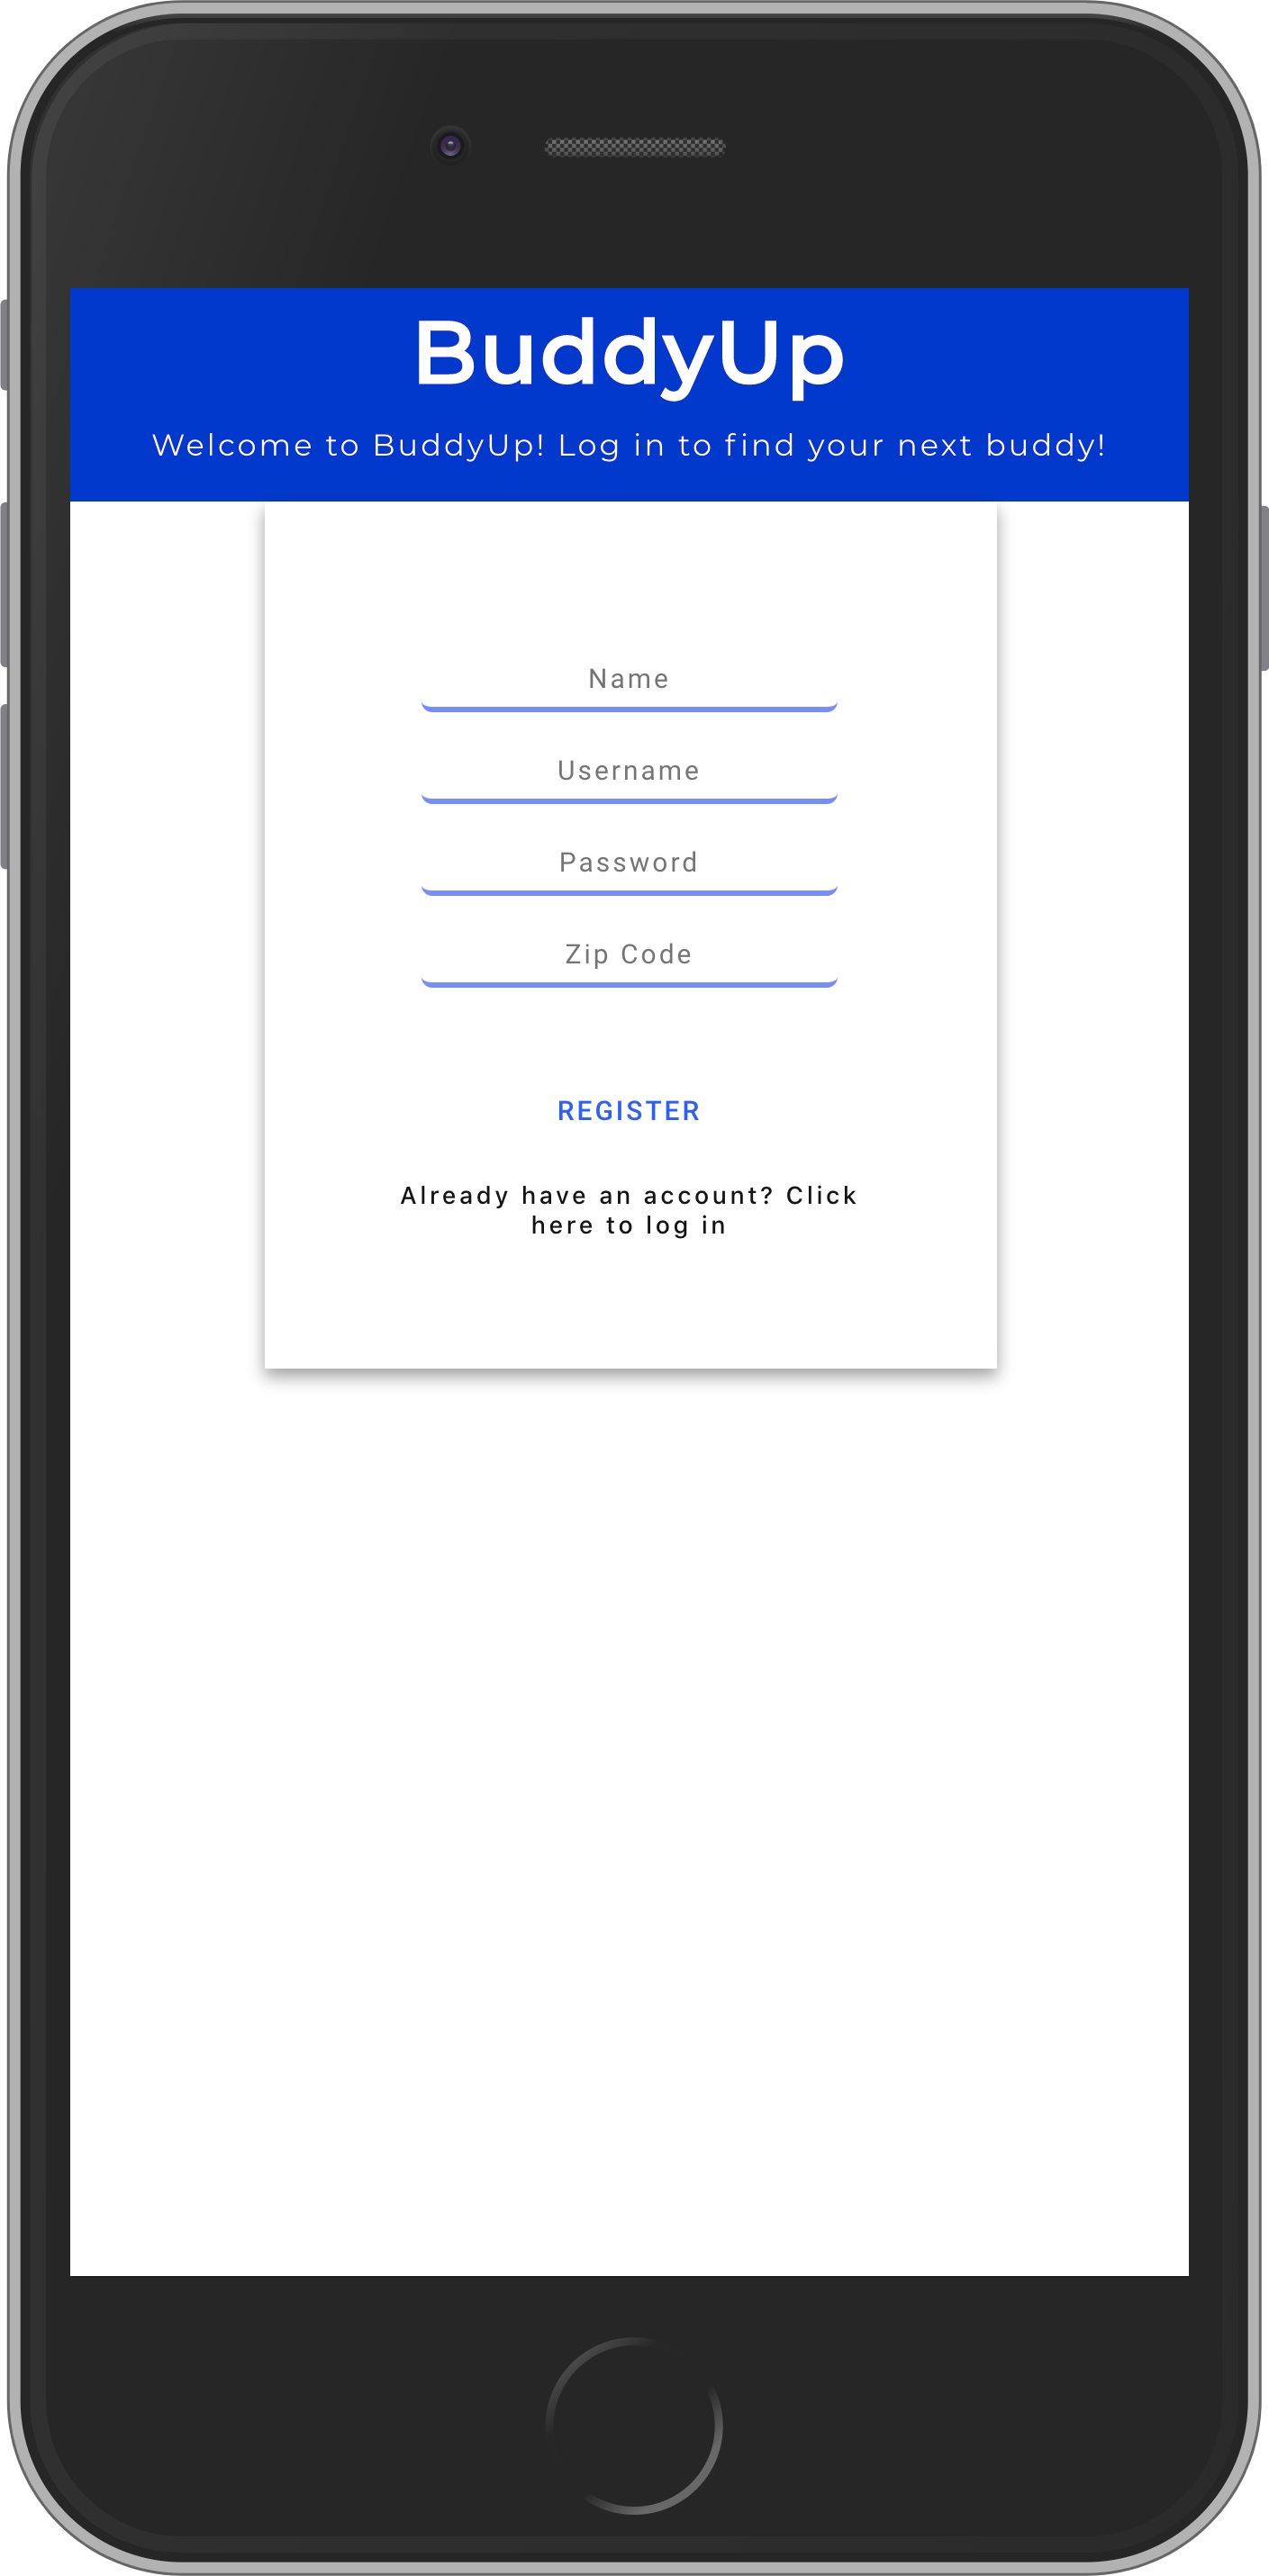 BuddyUp
Welcome to BuddyUp! Log in to find your next buddy!
Name
Username
Password
Zip Code
REGISTER
Already have an account? Click
here to log in